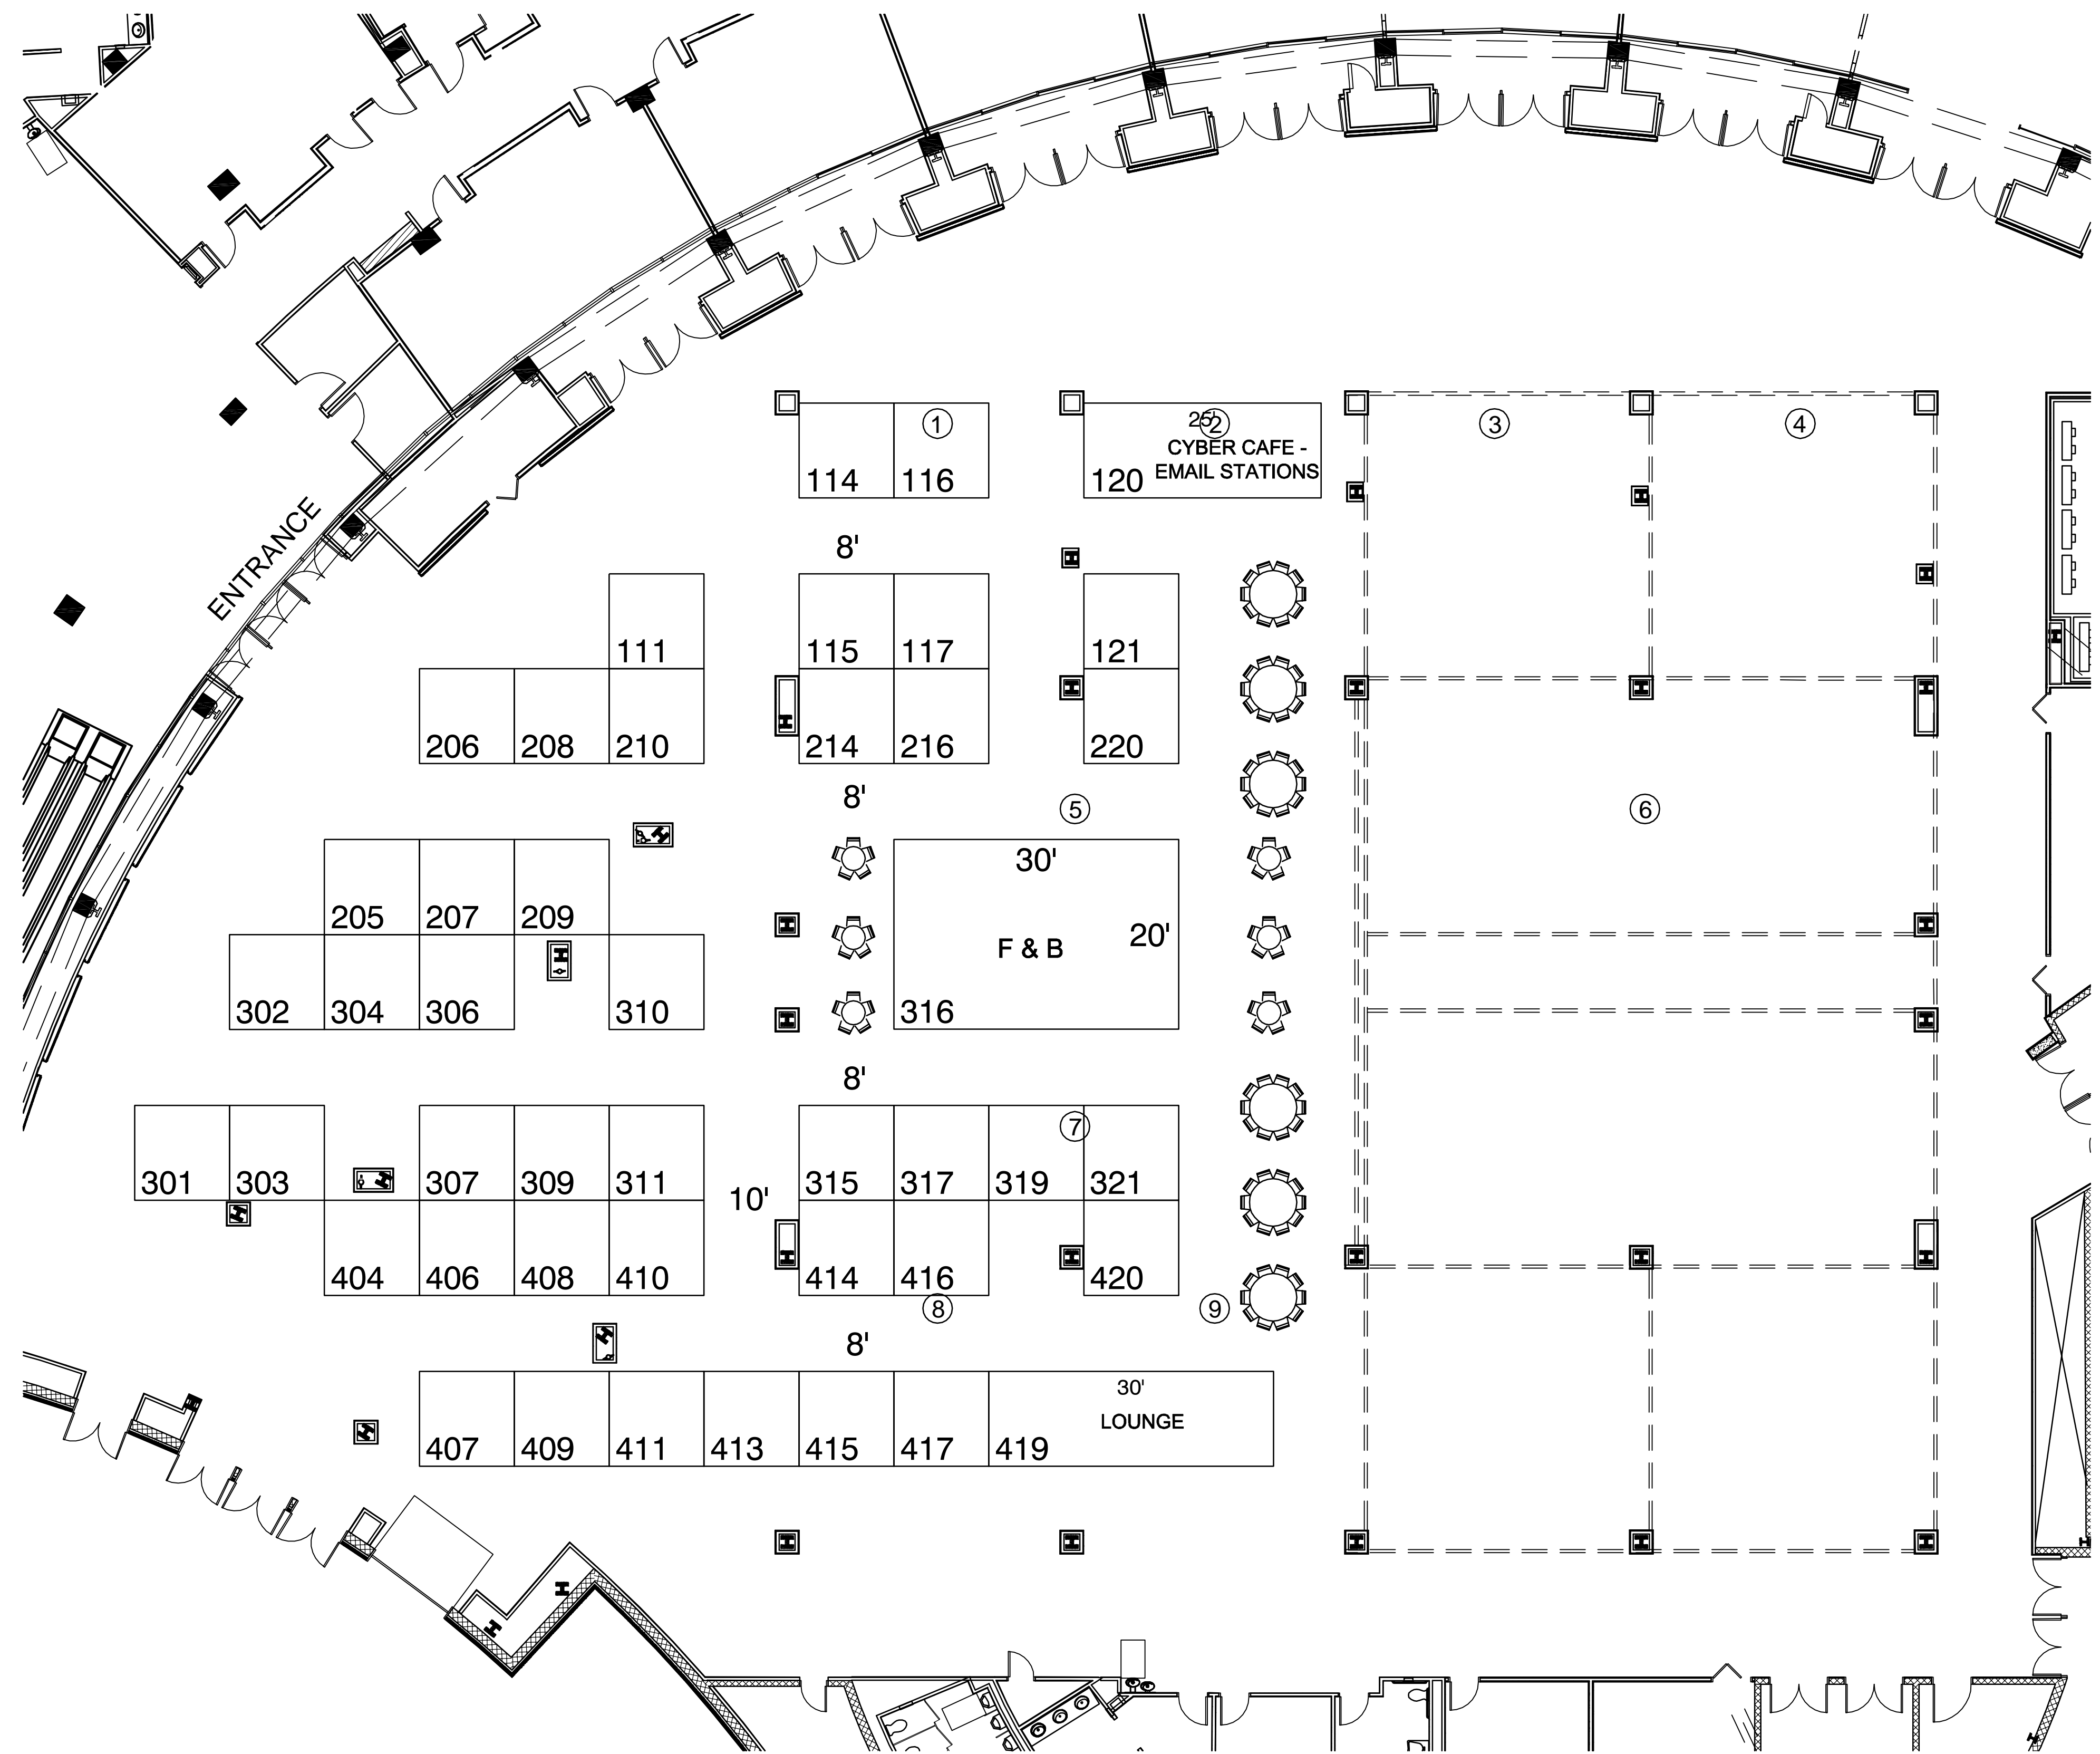 ① ② ③ ④
25'
CYBER CAFE -
EMAIL STATIONS
114 116 120
ENTRANCE
8'
111 115 117 121
206 208 210 214 216 220
8' ⑤ ⑥
30'
205 207 209
F & B 20'
302 304 306 310 316
8'
⑦
301 303 307 309 311 315 317 319 321
10'
404 406 408 410 414 416 420
⑧ ⑨
8'
30'
LOUNGE
407 409 411 413 415 417 419